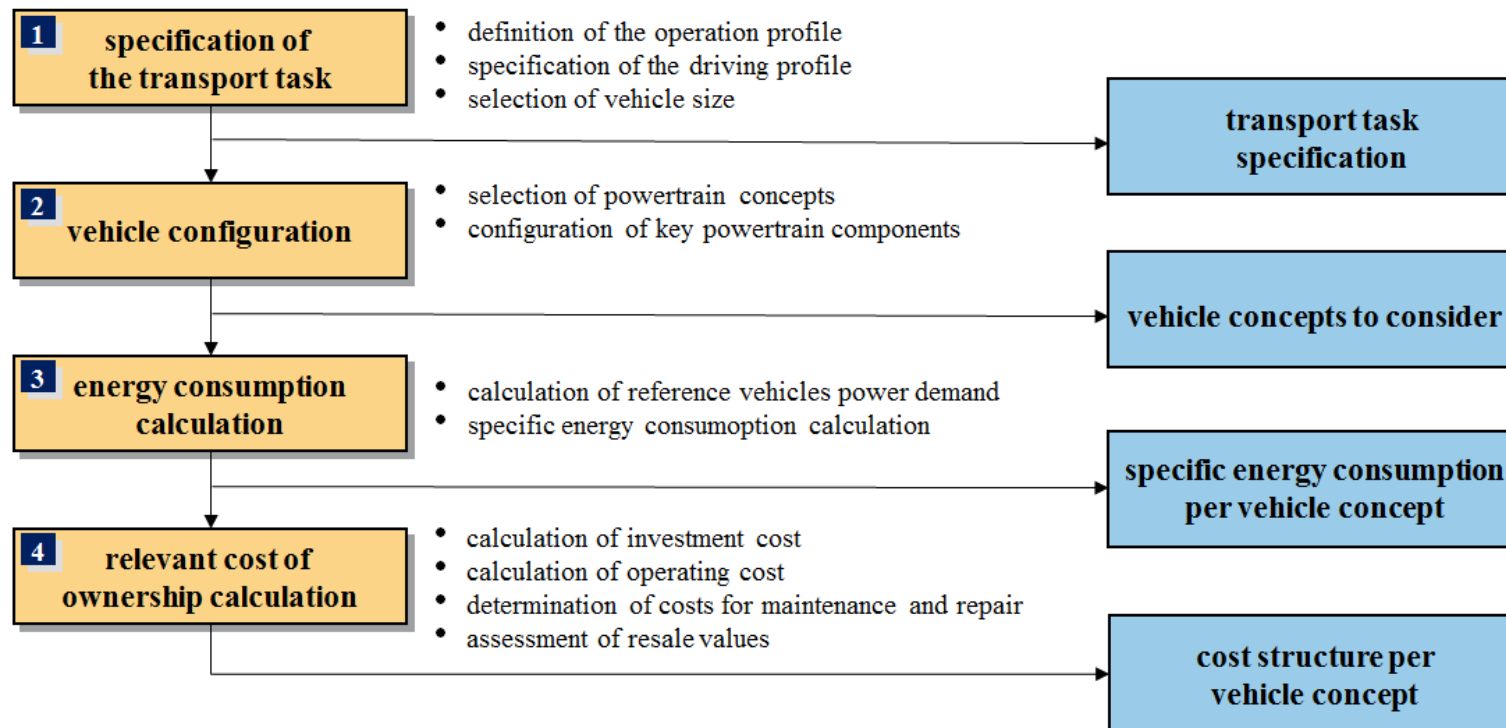 1
specification of
the transport task
• definition of the operation profile
• specification of the driving profile
• selection of vehicle size
transport task
specification
2
vehicle configuration
• selection of powertrain concepts
• configuration of key powertrain components
vehicle concepts to consider
3
energy consumption
calculation
• calculation of reference vehicles power demand
• specific energy consumoption calculation
specific energy consumption
per vehicle concept
4
relevant cost of
ownership calculation
• calculation of investment cost
• calculation of operating cost
• determination of costs for maintenance and repair
• assessment of resale values
cost structure per
vehicle concept